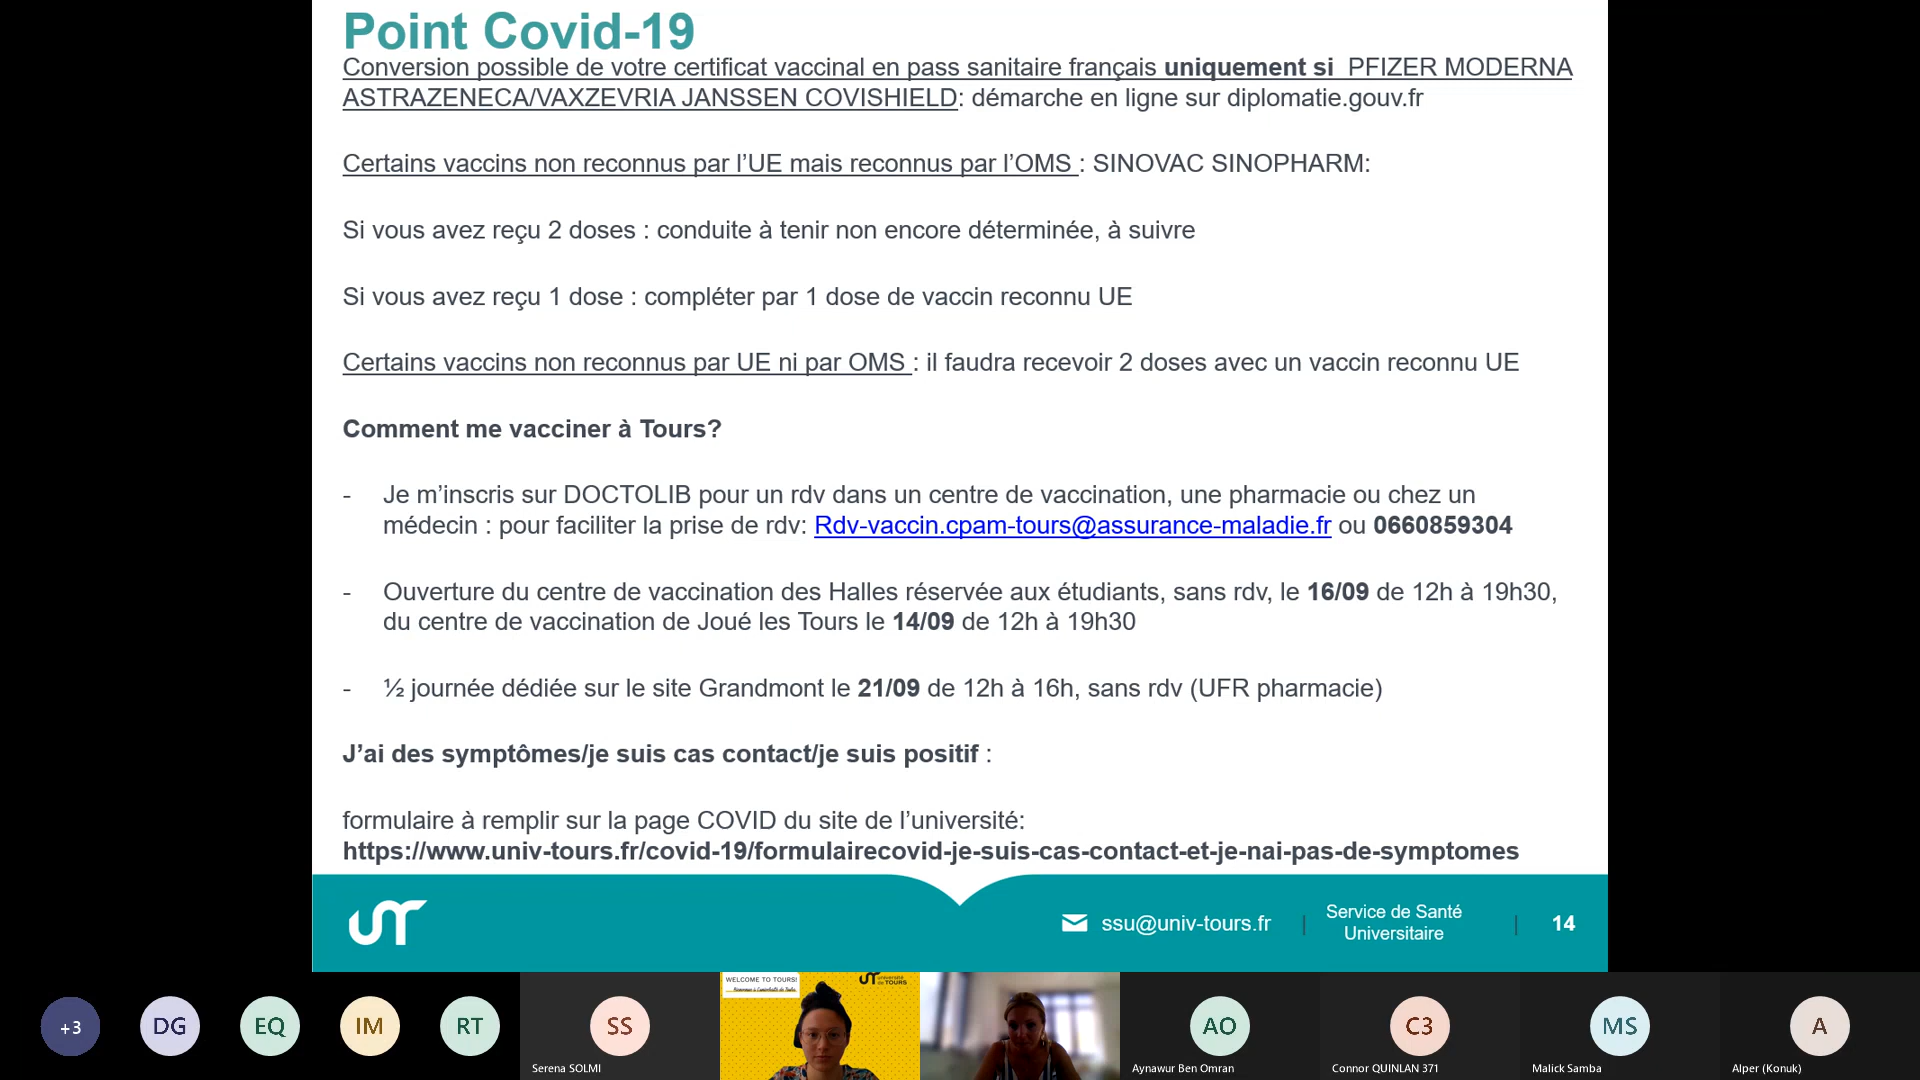 Point Covid-19
Conversion possible de votre certificat vaccinal en pass sanitaire français uniquement si PFIZER MODERNA
ASTRAZENECA/VAXZEVRIA JANSSEN COVISHIELD: démarche en ligne sur diplomatie.gouv.fr
Certains vaccins non reconnus par l’UE mais reconnus par l’OMS : SINOVAC SINOPHARM:
Si vous avez reçu 2 doses : conduite à tenir non encore déterminée, à suivre
Si vous avez reçu 1 dose : compléter par 1 dose de vaccin reconnu UE
Certains vaccins non reconnus par UE ni par OMS : il faudra recevoir 2 doses avec un vaccin reconnu UE
Comment me vacciner à Tours?
- Je m’inscris sur DOCTOLIB pour un rdv dans un centre de vaccination, une pharmacie ou chez un
médecin : pour faciliter la prise de rdv: Rdv-vaccin.cpam-tours@assurance-maladie.fr ou 0660859304
- Ouverture du centre de vaccination des Halles réservée aux étudiants, sans rdv, le 16/09 de 12h à 19h30,
du centre de vaccination de Joué les Tours le 14/09 de 12h à 19h30
- ½ journée dédiée sur le site Grandmont le 21/09 de 12h à 16h, sans rdv (UFR pharmacie)
J’ai des symptômes/je suis cas contact/je suis positif :
formulaire à remplir sur la page COVID du site de l’université:
https://www.univ-tours.fr/covid-19/formulairecovid-je-suis-cas-contact-et-je-nai-pas-de-symptomes
UT
ssu@univ-tours.fr | Service de Santé
Universitaire | 14
+3
DG
EQ
IM
RT
SS
Serena SOLMI
WELCOME TO TOURS!
université
de TOURS
AO
Aynawur Ben Omran
C3
Connor QUINLAN 371
MS
Malick Samba
A
Alper (Konuk)